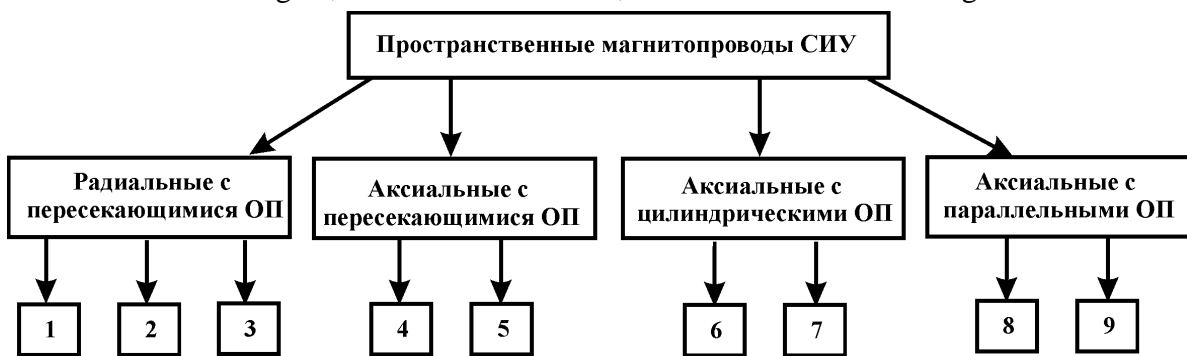 Пространственные магнитопроводы СИУ
Радиальные с
пересекающимися ОП
Аксиальные с
пересекающимися ОП
Аксиальные с
цилиндрическими ОП
Аксиальные с
параллельными ОП
1
2
3
4
5
6
7
8
9